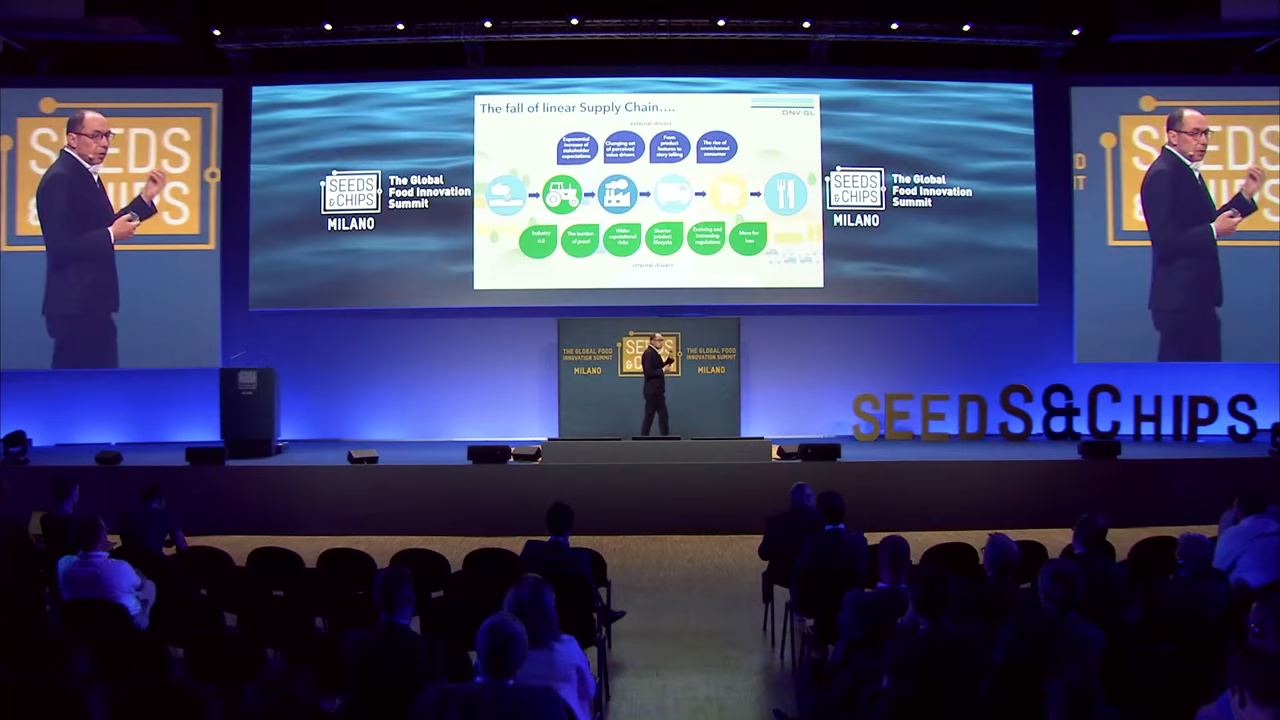 The fall of linear Supply Chain....
DNV·GL
external drivers
Exponential
increase of
stakeholder
expectations
Changing set
of perceived
value drivers
From
product
features to
story telling
The rise of
omnichannel
consumer
Industry
4.0
The burden
of proof
Wider
reputational
risks
Shorter
product
lifecycle
Evolving and
increasing
regulations
More for
less
internal drivers
SEEDS
&CHIPS
MILANO
The Global
Food Innovation
Summit
SEEDS
&CHIPS
MILANO
The Global
Food Innovation
Summit
SEEDS
&CHIPS
SEEDS
CHIPS
THE GLOBAL FOOD
INNOVATION SUMMIT
MILANO
SEEDS
&CHIPS
THE GLOBAL FOOD
INNOVATION SUMMIT
MILANO
SEEDS&CHIPS